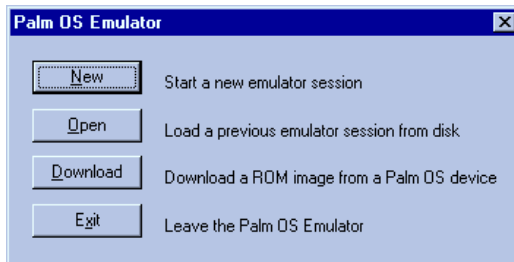 Palm OS Emulator
New Start a new emulator session
Open Load a previous emulator session from disk
Download Download a ROM image from a Palm OS device
Exit Leave the Palm OS Emulator